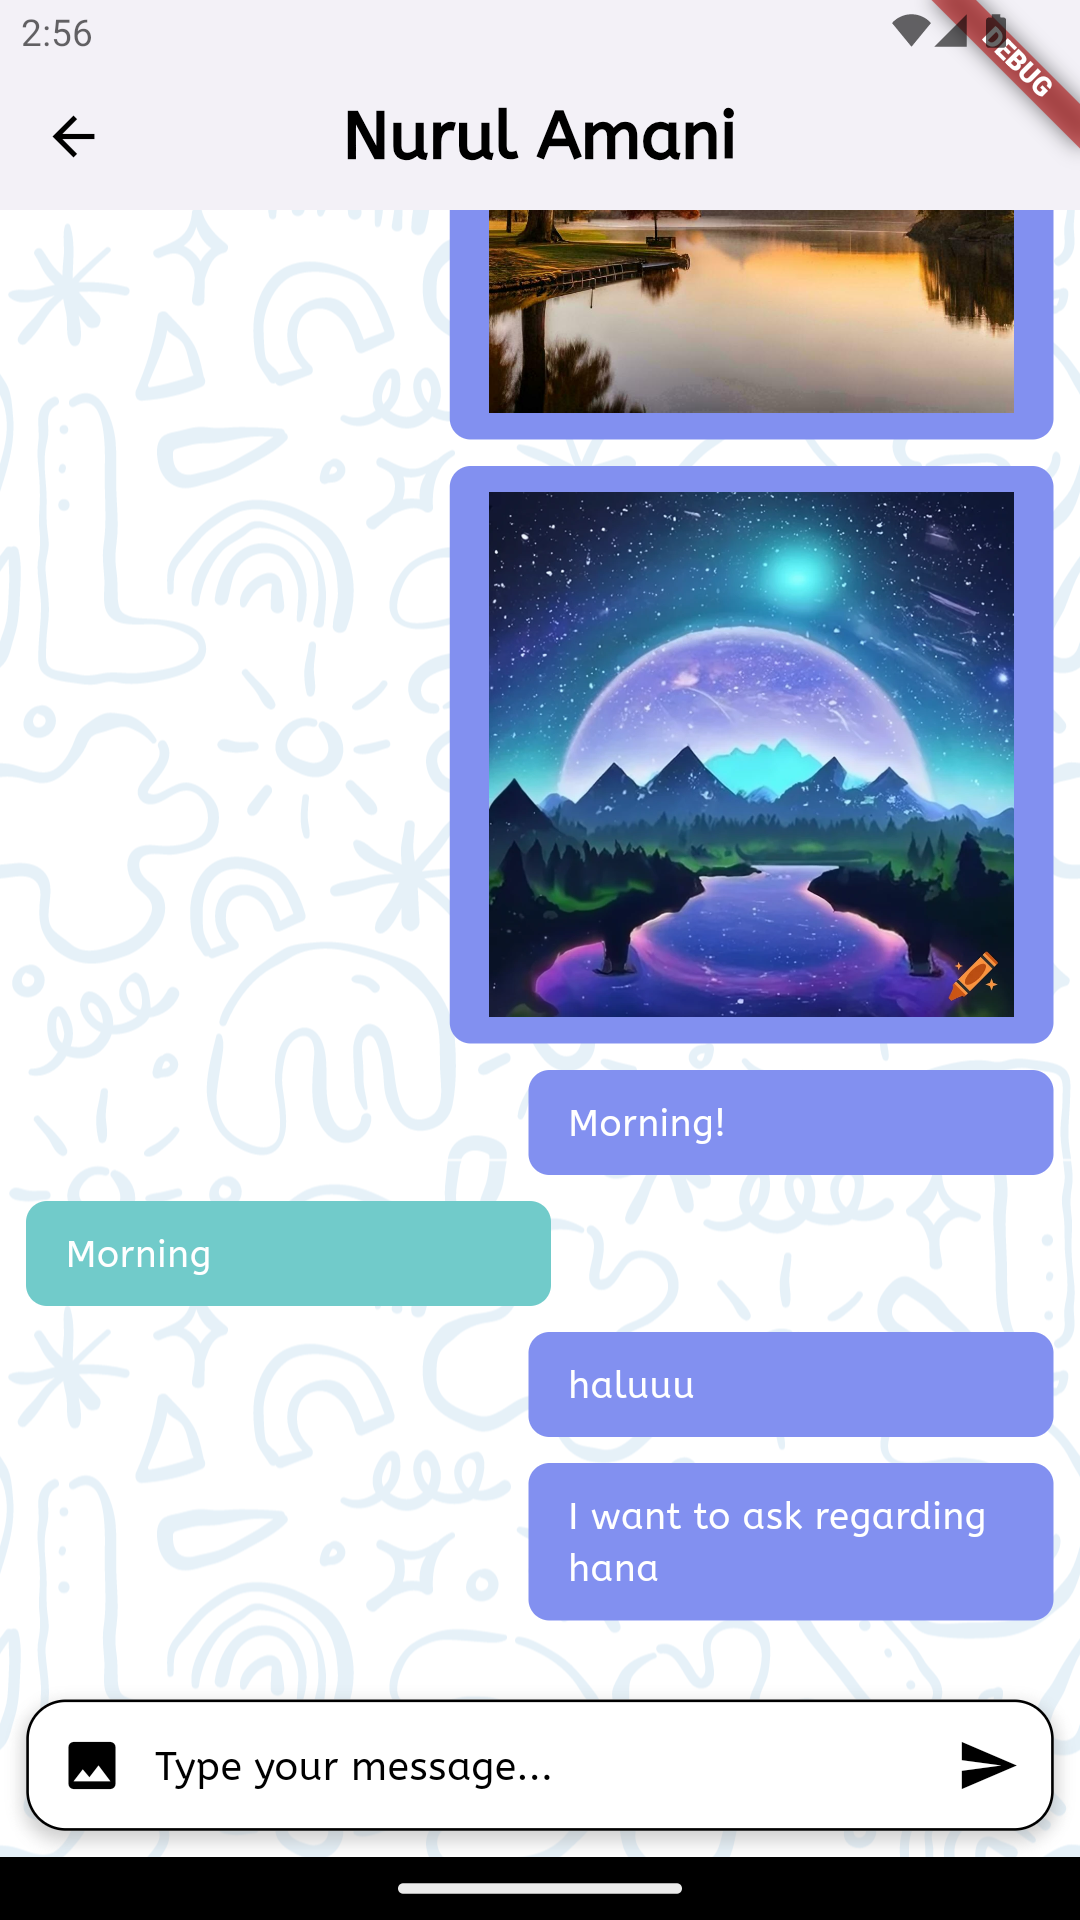 2:56
DEBUG
Nurul Amani
Morning!
Morning
haluuu
I want to ask regarding
hana
Type your message...